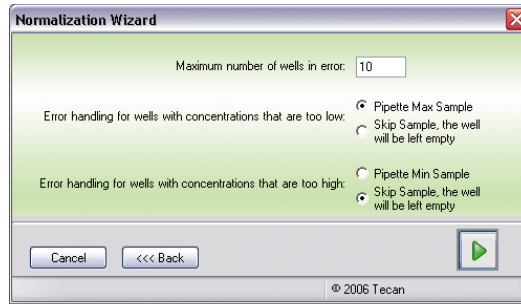 Normalization Wizard
Maximum number of wells in error: 10
Error handling for wells with concentrations that are too low:
Pipette Max Sample
Skip Sample, the well
will be left empty
Error handling for wells with concentrations that are too high:
Pipette Min Sample
Skip Sample, the well
will be left empty
Cancel
<<< Back
© 2006 Tecan